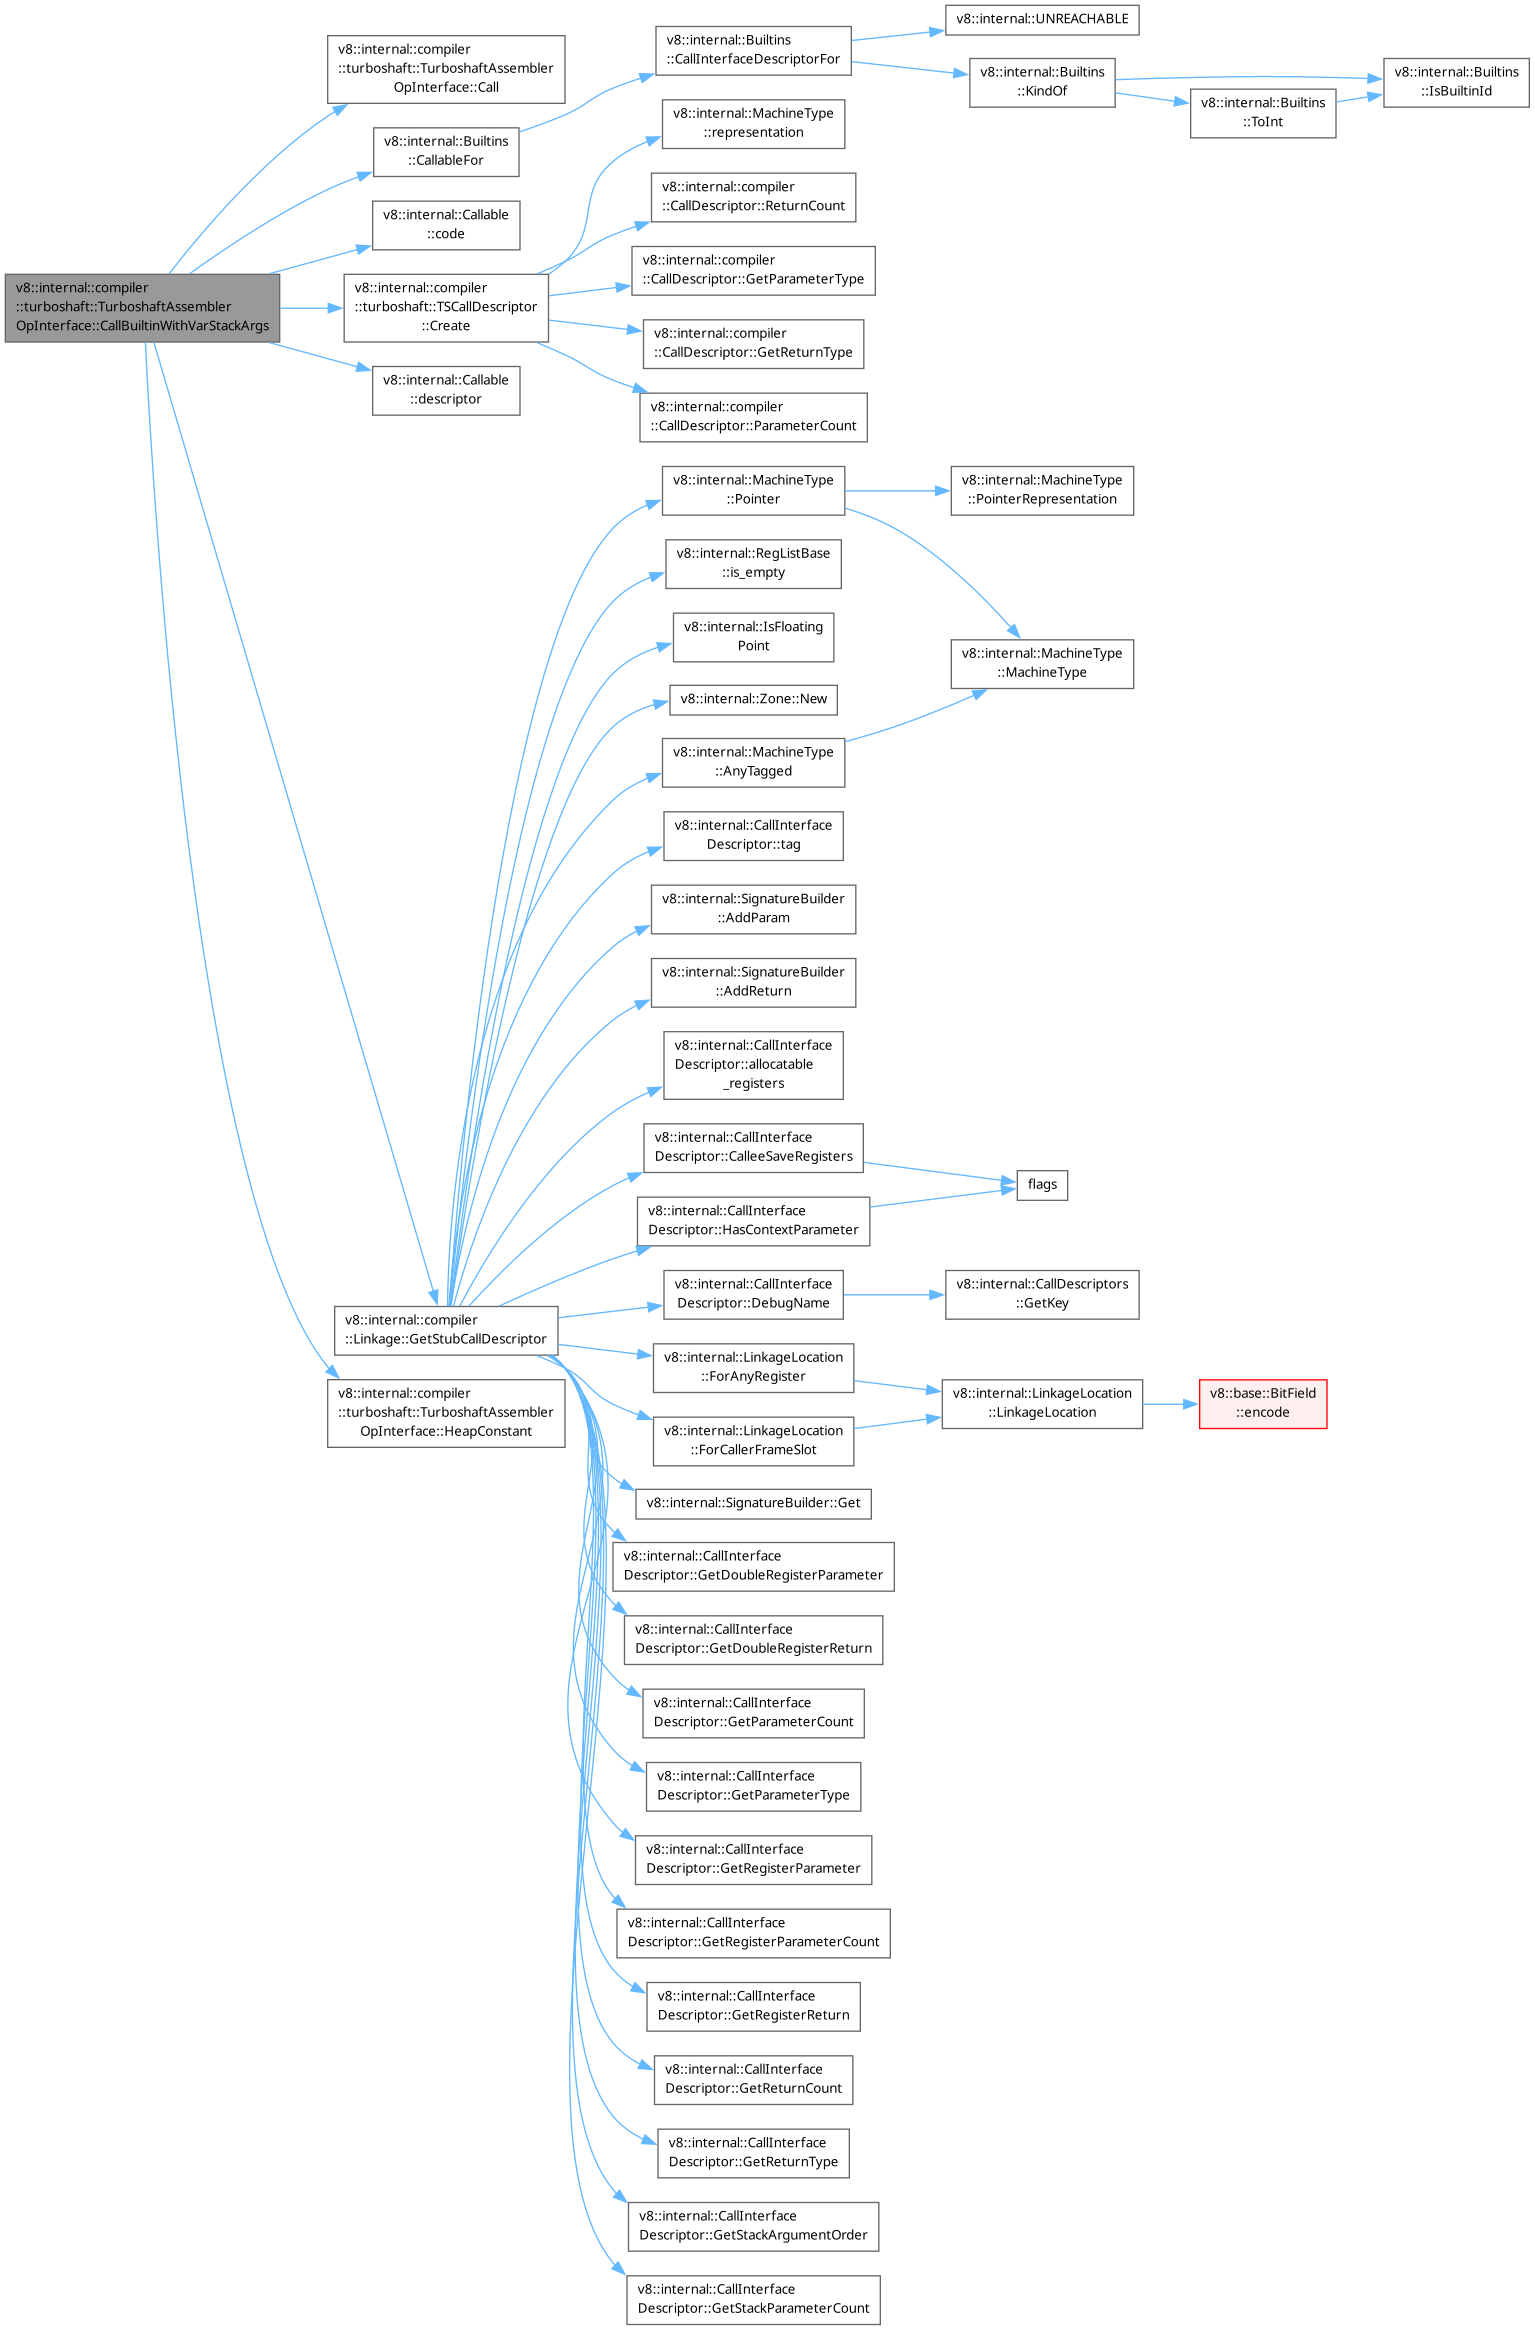 v8::internal::compiler
::turboshaft::TurboshaftAssembler
OpInterface::CallBuiltinWithVarStackArgs
v8::internal::compiler
::turboshaft::TurboshaftAssembler
OpInterface::Call
v8::internal::Builtins
::CallableFor
v8::internal::Callable
::code
v8::internal::compiler
::turboshaft::TSCallDescriptor
::Create
v8::internal::Callable
::descriptor
v8::internal::compiler
::Linkage::GetStubCallDescriptor
v8::internal::compiler
::turboshaft::TurboshaftAssembler
OpInterface::HeapConstant
v8::internal::Builtins
::CallInterfaceDescriptorFor
v8::internal::MachineType
::representation
v8::internal::compiler
::CallDescriptor::ReturnCount
v8::internal::compiler
::CallDescriptor::GetParameterType
v8::internal::compiler
::CallDescriptor::GetReturnType
v8::internal::compiler
::CallDescriptor::ParameterCount
v8::internal::MachineType
::Pointer
v8::internal::RegListBase
::is_empty
v8::internal::IsFloating
Point
v8::internal::Zone::New
v8::internal::MachineType
::AnyTagged
v8::internal::CallInterface
Descriptor::tag
v8::internal::SignatureBuilder
::AddParam
v8::internal::SignatureBuilder
::AddReturn
v8::internal::CallInterface
Descriptor::allocatable
_registers
v8::internal::CallInterface
Descriptor::CalleeSaveRegisters
v8::internal::CallInterface
Descriptor::HasContextParameter
v8::internal::CallInterface
Descriptor::DebugName
v8::internal::LinkageLocation
::ForAnyRegister
v8::internal::LinkageLocation
::ForCallerFrameSlot
v8::internal::SignatureBuilder::Get
v8::internal::CallInterface
Descriptor::GetDoubleRegisterParameter
v8::internal::CallInterface
Descriptor::GetDoubleRegisterReturn
v8::internal::CallInterface
Descriptor::GetParameterCount
v8::internal::CallInterface
Descriptor::GetParameterType
v8::internal::CallInterface
Descriptor::GetRegisterParameter
v8::internal::CallInterface
Descriptor::GetRegisterParameterCount
v8::internal::CallInterface
Descriptor::GetRegisterReturn
v8::internal::CallInterface
Descriptor::GetReturnCount
v8::internal::CallInterface
Descriptor::GetReturnType
v8::internal::CallInterface
Descriptor::GetStackArgumentOrder
v8::internal::CallInterface
Descriptor::GetStackParameterCount
v8::internal::UNREACHABLE
v8::internal::Builtins
::KindOf
v8::internal::MachineType
::PointerRepresentation
v8::internal::MachineType
::MachineType
flags
v8::internal::CallDescriptors
::GetKey
v8::internal::LinkageLocation
::LinkageLocation
v8::internal::Builtins
::ToInt
v8::base::BitField
::encode
v8::internal::Builtins
::IsBuiltinId